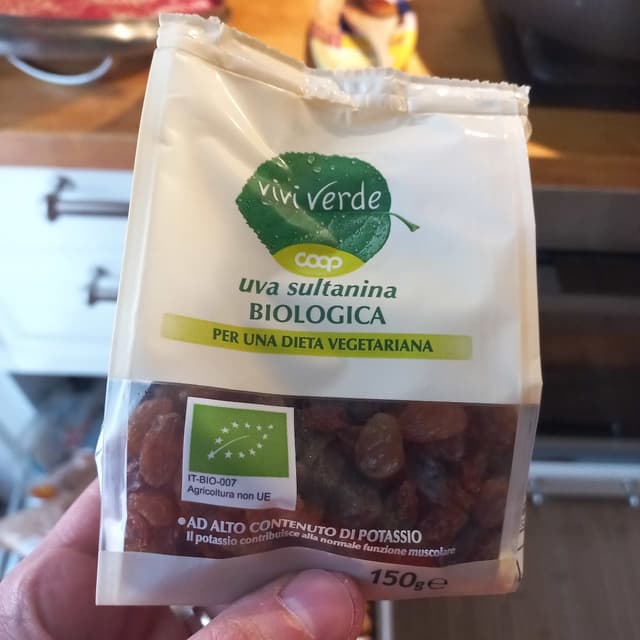 vivi verde
coop
uva sultanina
BIOLOGICA
PER UNA DIETA VEGETARIANA
IT-BIO-007
Agricoltura non UE
•AD ALTO CONTENUTO DI POTASSIO
Il potassio contribuisce alla normale funzione muscolare
150g℮